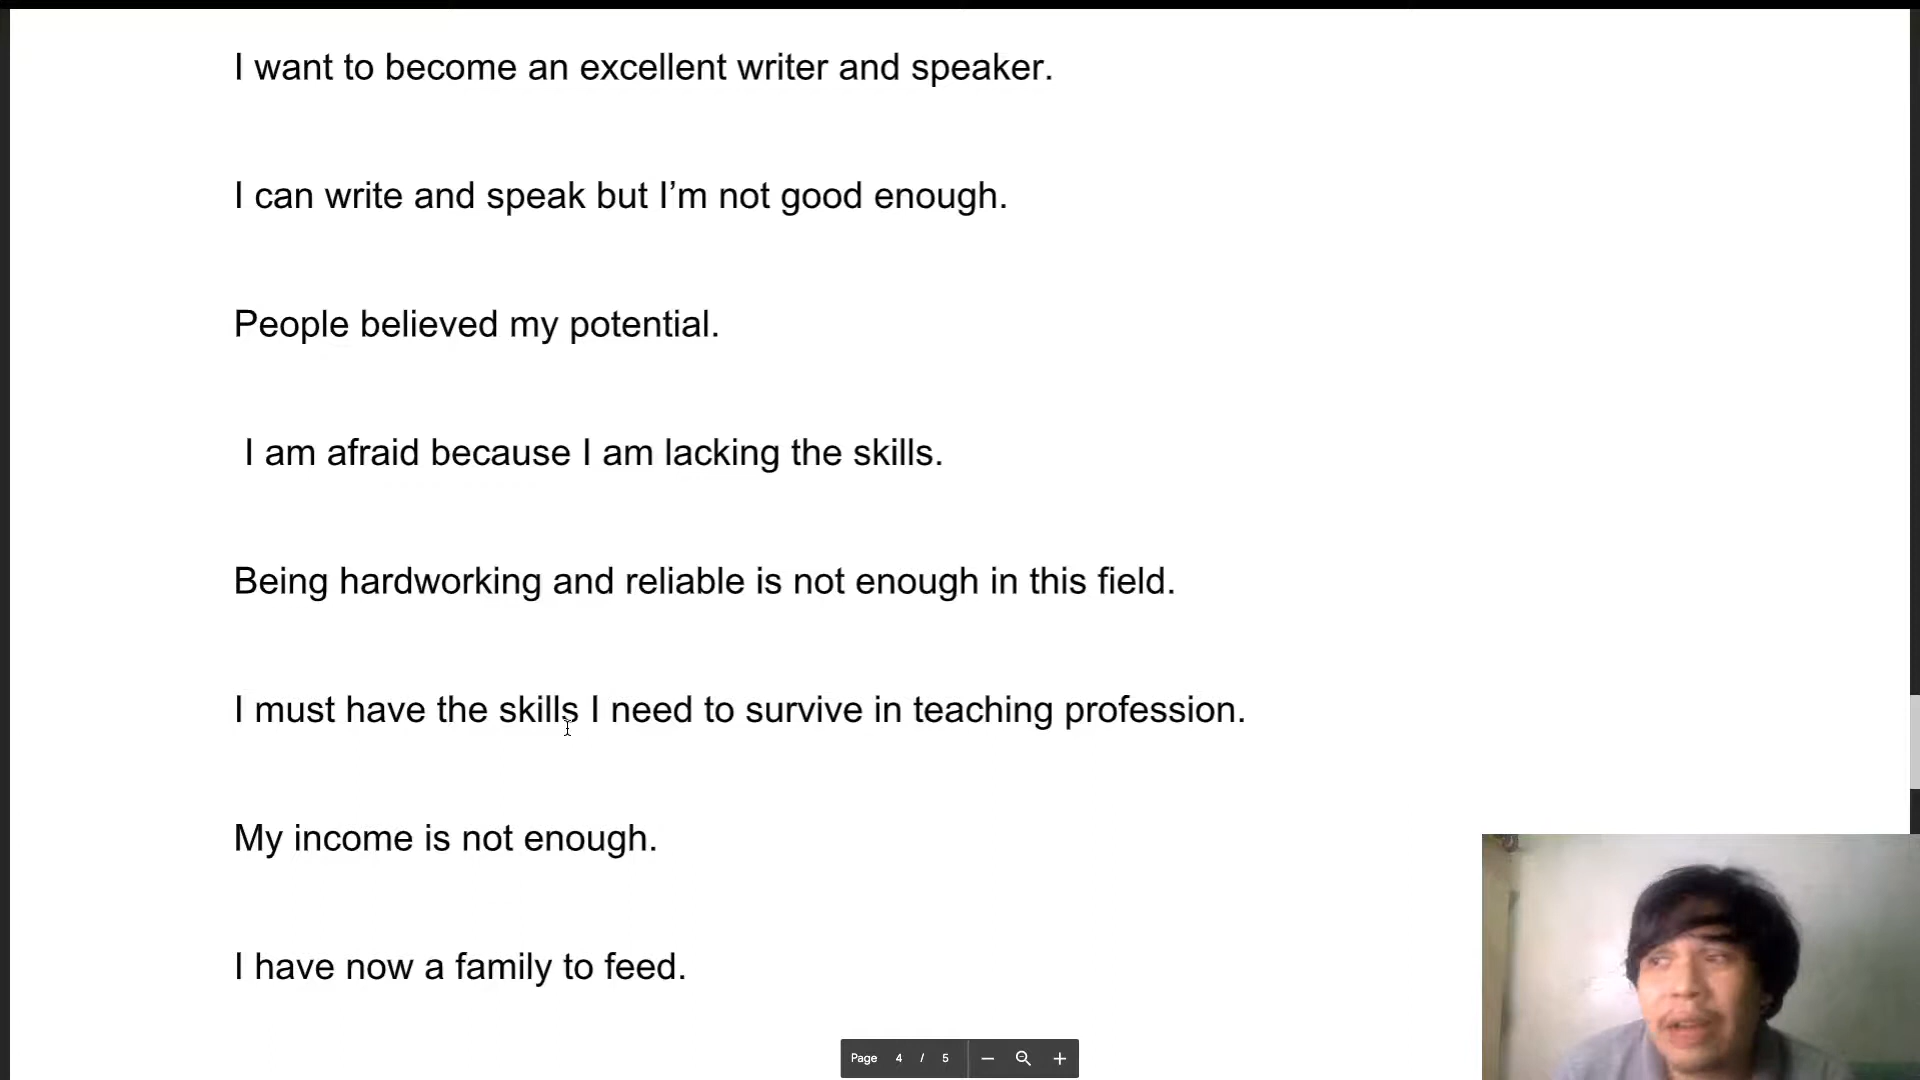 I want to become an excellent writer and speaker.
I can write and speak but I’m not good enough.
People believed my potential.
I am afraid because I am lacking the skills.
Being hardworking and reliable is not enough in this field.
I must have the skills I need to survive in teaching profession.
My income is not enough.
I have now a family to feed.
Page 4 / 5